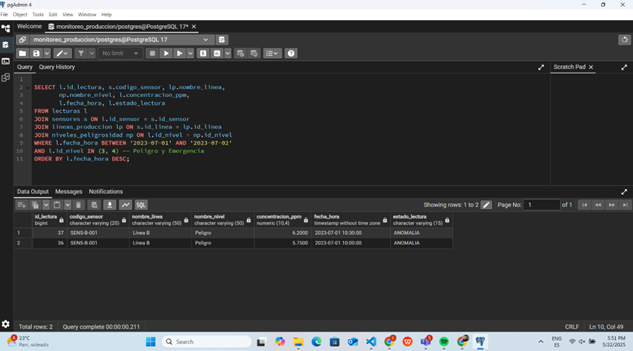 pgAdmin 4
File Object Tools Edit View Window Help
Welcome monitoreo_produccion/postgres@PostgreSQL 17*
monitoreo_produccion/postgres@PostgreSQL 17
No limit
Query Query History
Scratch Pad
1
2 SELECT l.id_lectura, s.codigo_sensor, lp.nombre_linea,
3 np.nombre_nivel, l.concentracion_ppm,
4 l.fecha_hora, l.estado_lectura
5 FROM lecturas l
6 JOIN sensores s ON l.id_sensor = s.id_sensor
7 JOIN lineas_produccion lp ON s.id_linea = lp.id_linea
8 JOIN niveles_peligrosidad np ON l.id_nivel = np.id_nivel
9 WHERE l.fecha_hora BETWEEN '2023-07-01' AND '2023-07-02'
10 AND l.id_nivel IN (3, 4) -- Peligro y Emergencia
11 ORDER BY l.fecha_hora DESC;
Data Output Messages Notifications
SQL
Showing rows: 1 to 2 Page No: 1 of 1
id_lectura codigo_sensor nombre_linea nombre_nivel concentracion_ppm fecha_hora estado_lectura
bigint character varying (20) character varying (50) character varying (50) numeric (10,4) timestamp without time zone character varying (15)
1 37 SENS-B-001 Línea B Peligro 6.2000 2023-07-01 10:30:00 ANOMALIA
2 36 SENS-B-001 Línea B Peligro 5.7500 2023-07-01 10:00:00 ANOMALIA
Total rows: 2 Query complete 00:00:00.211 CRLF Ln 10, Col 49
23°C
Soleado
Search
ENG
ES
5:51 PM
5/22/2025